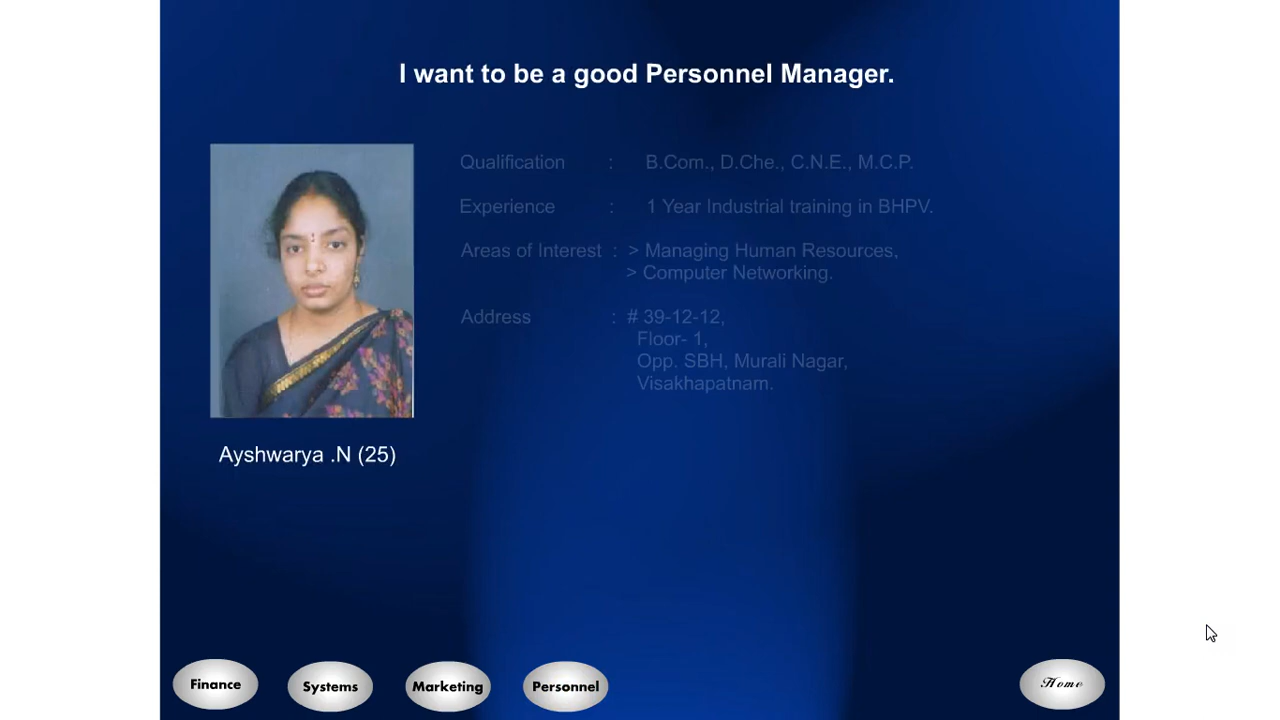 I want to be a good Personnel Manager.
Qualification : B.Com., D.Che., C.N.E., M.C.P.
Experience : 1 Year Industrial training in BHPV.
Areas of Interest : > Managing Human Resources,
> Computer Networking.
Address : # 39-12-12,
Floor- 1,
Opp. SBH, Murali Nagar,
Visakhapatnam.
Ayshwarya .N (25)
Finance Systems Marketing Personnel Home